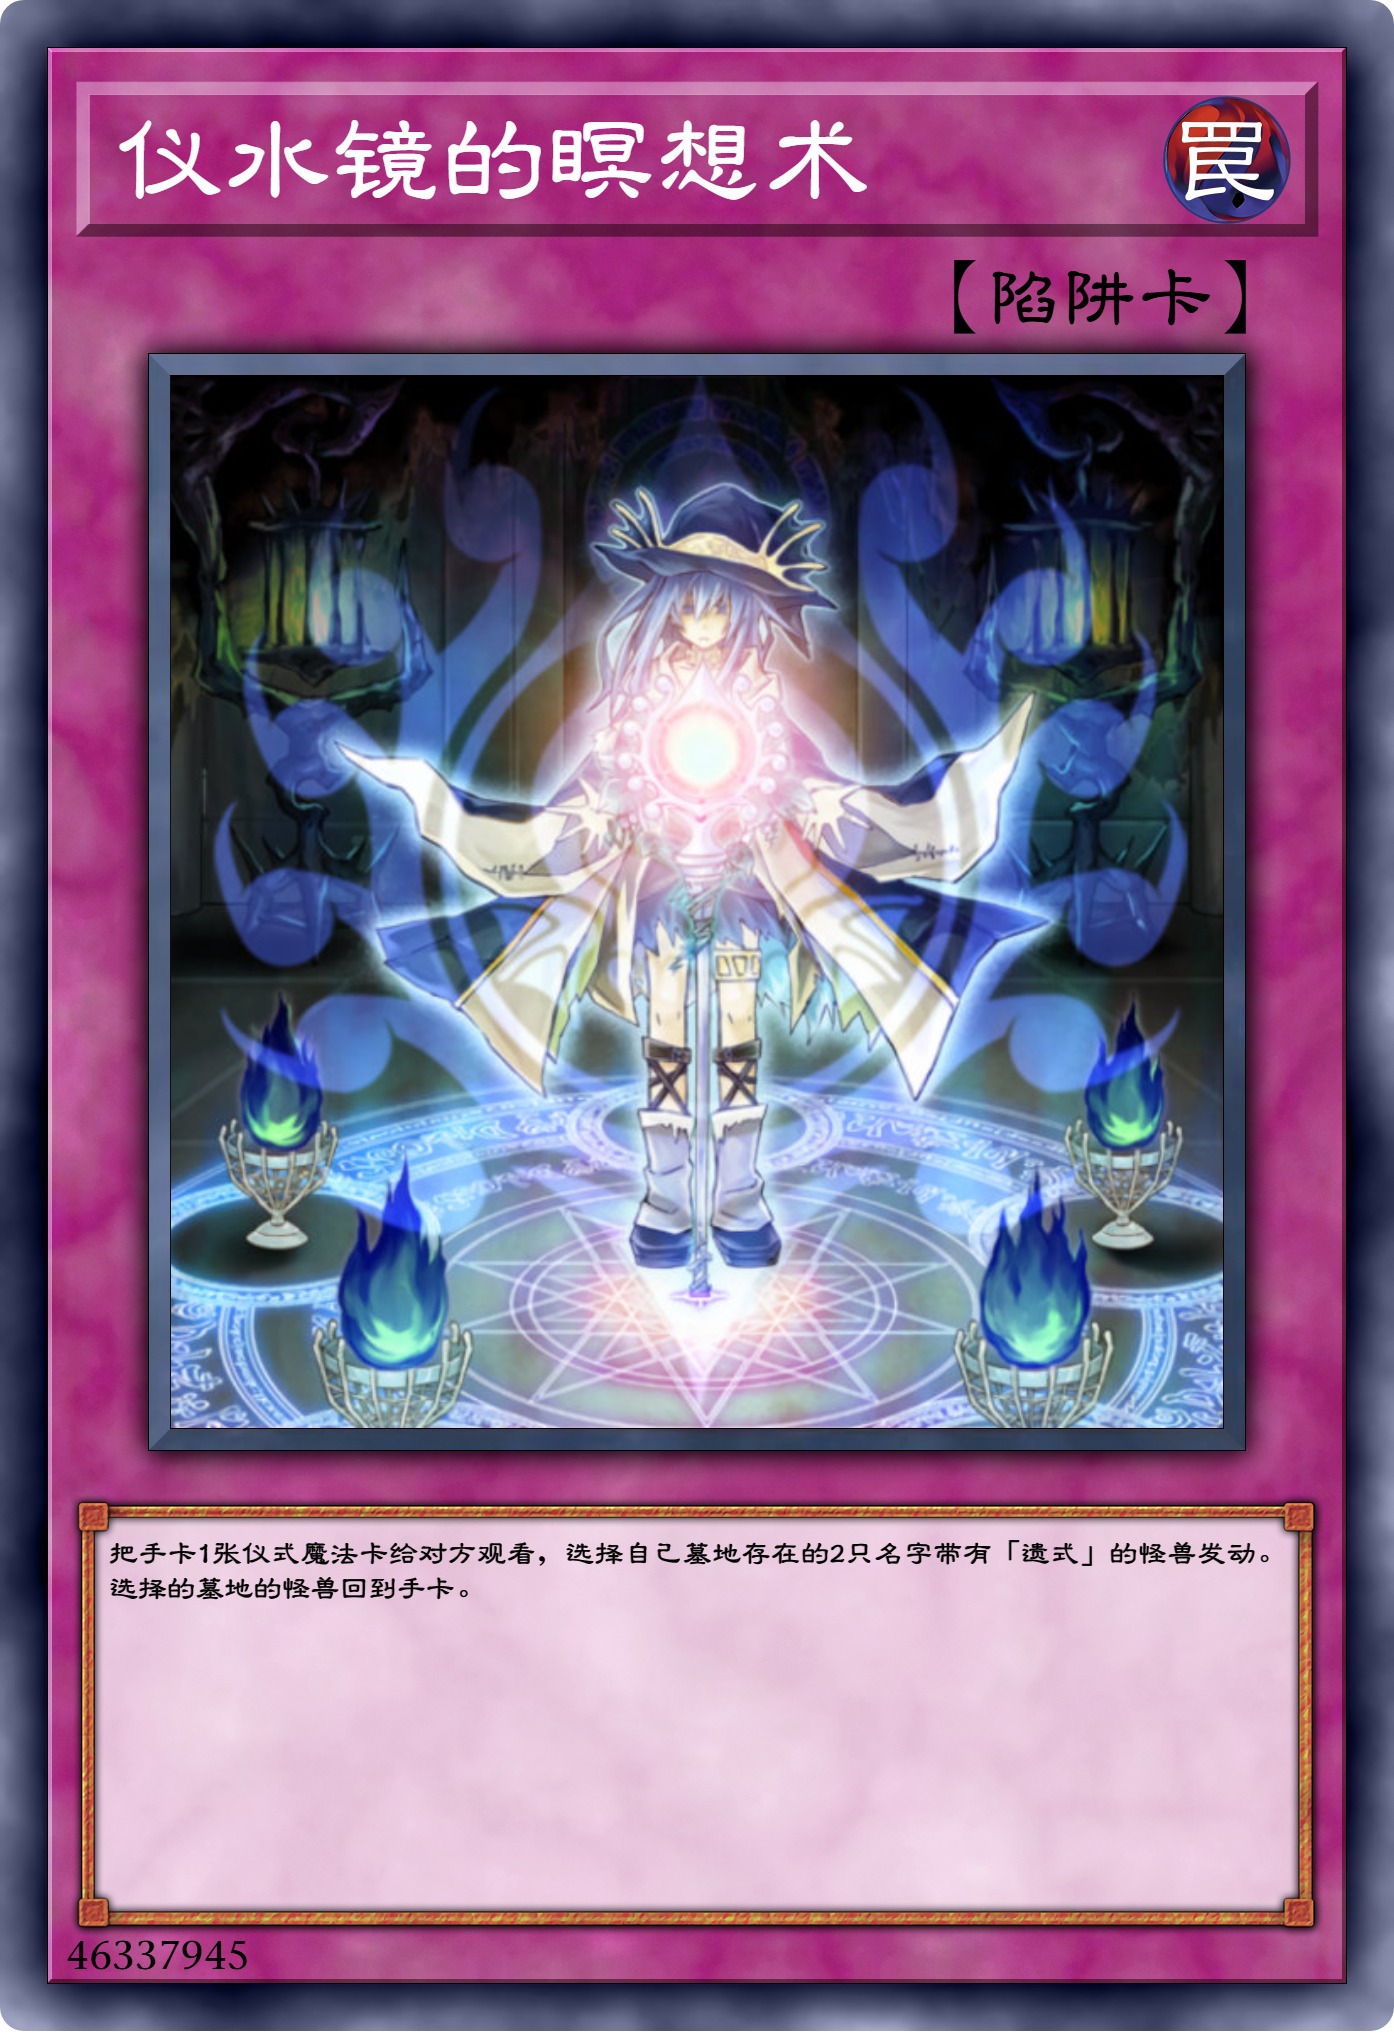 仪水镜的瞑想术
罠
【陷阱卡】
把手卡1张仪式魔法卡给对方观看，选择自己墓地存在的2只名字带有「遗式」的怪兽发动。
选择的墓地的怪兽回到手卡。
46337945